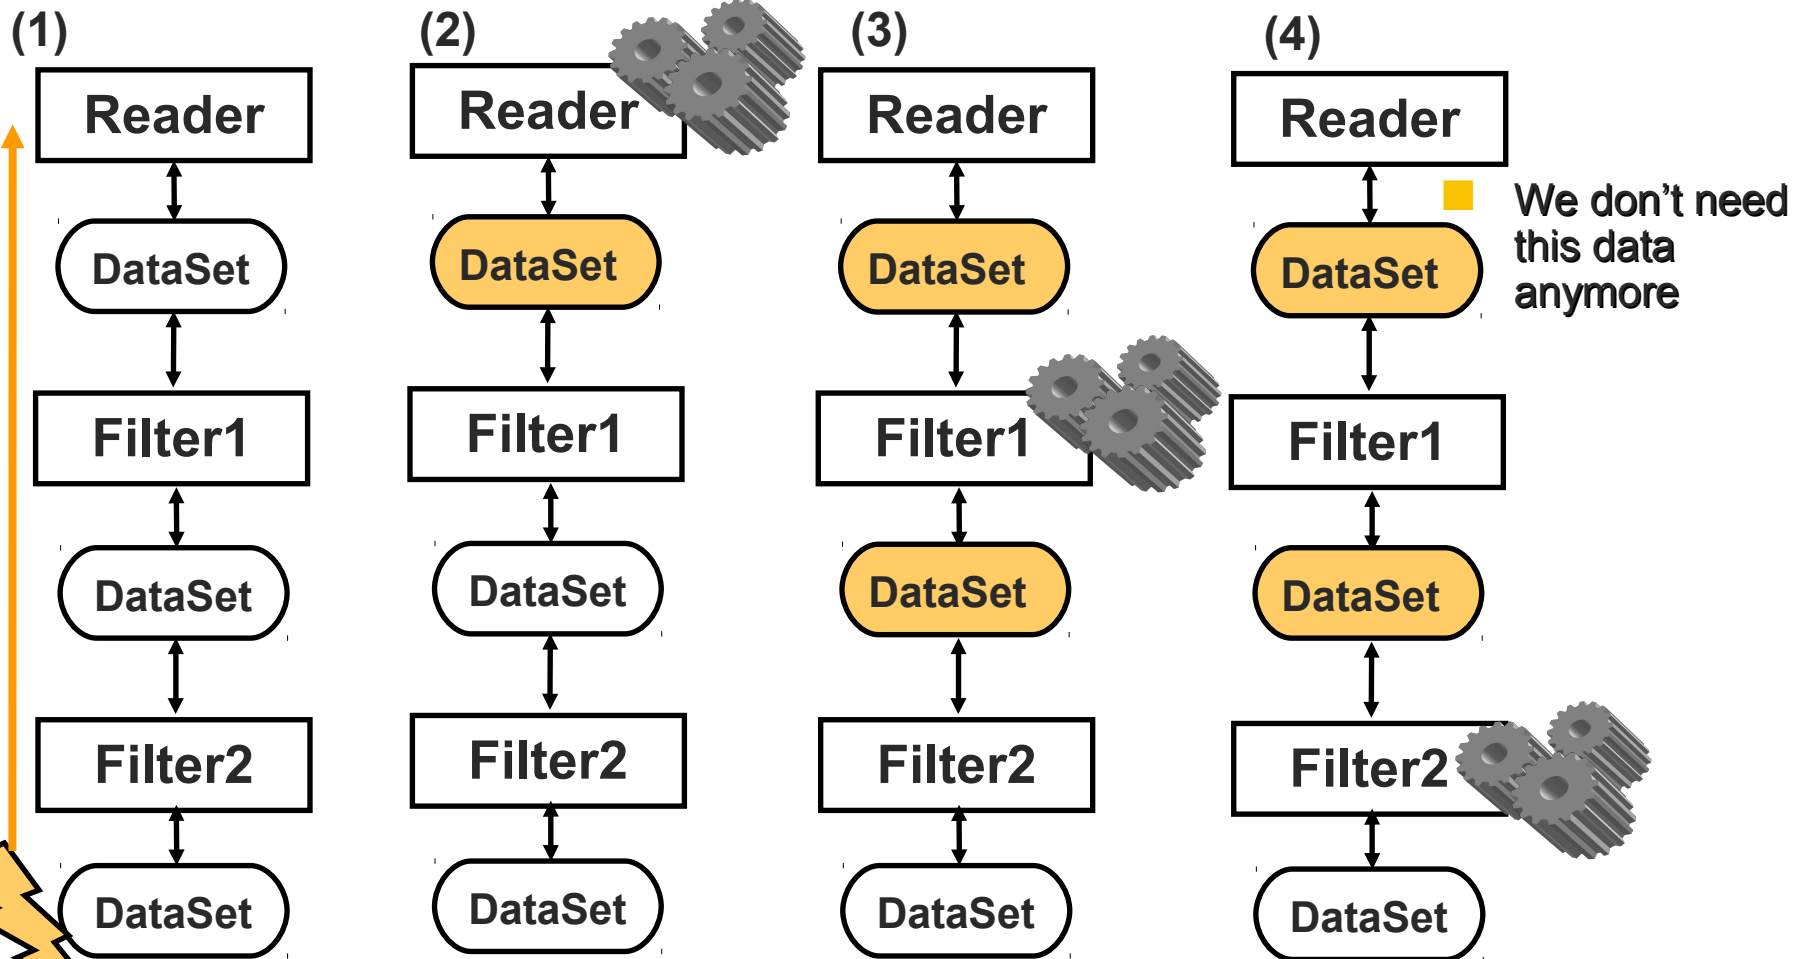 (1)
Reader
DataSet
Filter1
DataSet
Filter2
DataSet
(2)
Reader
DataSet
Filter1
DataSet
Filter2
DataSet
(3)
Reader
DataSet
Filter1
DataSet
Filter2
DataSet
(4)
Reader
DataSet
Filter1
DataSet
Filter2
DataSet
We don't need
this data
anymore